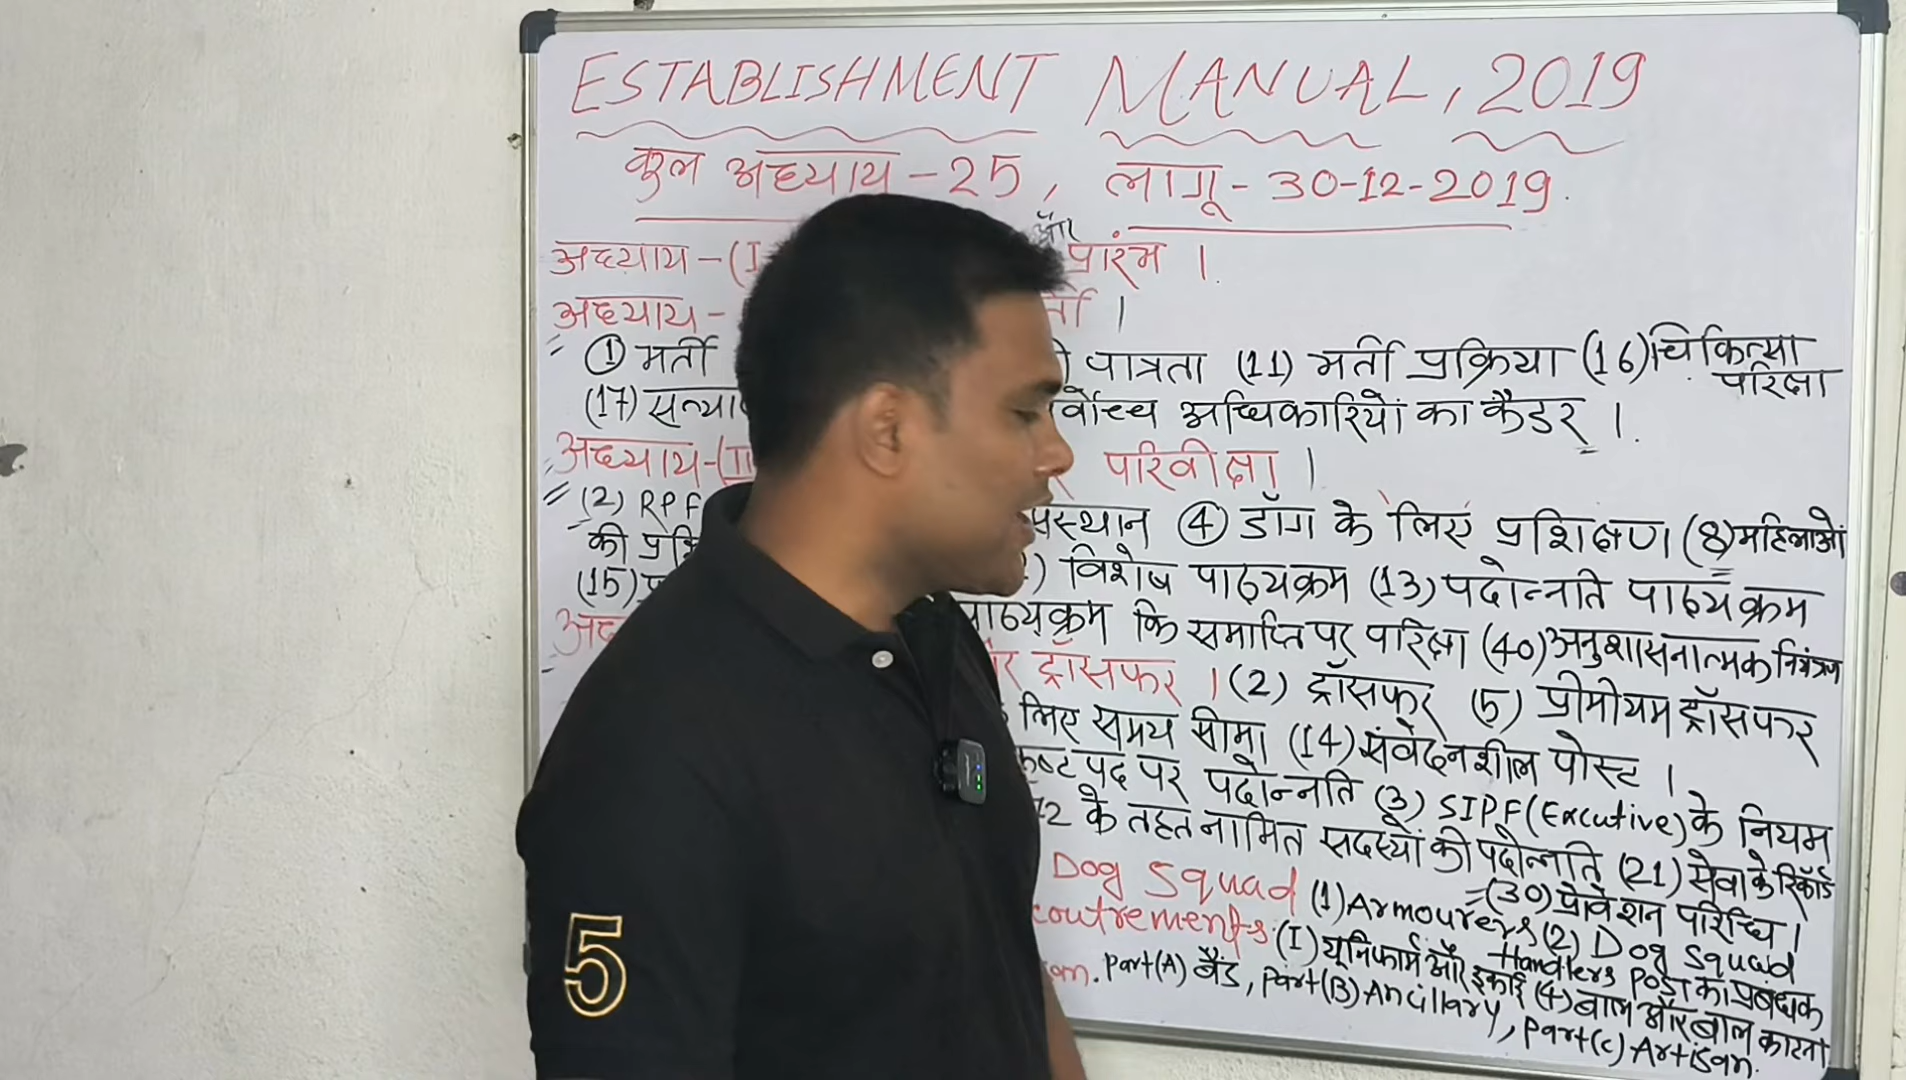 ESTABLISHMENT MANUAL, 2019
कुल अध्याय - 25, लागू - 30-12-2019.
और
अध्याय - (I प्रारंभ ।
अध्याय -
① भर्ती पात्रता (11) भर्ती प्रक्रिया (16) चिकित्सा परिक्षा
(17) अधिकारियों का कैडर ।
अध्याय - परिवीक्षा ।
(2) RPF ④ डॉग के लिए प्रशिक्षण (8) महिलाओं
की विशेष पाठ्यक्रम (13) पदोन्नति पाठ्यक्रम
(15) पाठ्यक्रम कि समाप्ति पर परिक्षा (40) अनुशासनात्मक नियंत्रण
ट्रॉसफर । (2) ट्रॉसफर (5) प्रीमीयम ट्रॉसफर
लिए समय सीमा (14) संवेदनशील पोस्ट ।
पद पर पदोन्नति (3) SIPF (Excutive) के नियम
के तहत नामित सदस्यों की पदोन्नति (21) सेवा के रिकॉर्ड
(30) प्रोवेशन परिधि ।
Dog Squad (1) Armourers (2) Dog Squad
Handlers Post का प्रबंधक
(I) यूनिफार्म और इकाई (4) बाल और बाल काटना
Part (A) बैंड, Part (B) Ancillary, Part (C) Artisan.
5